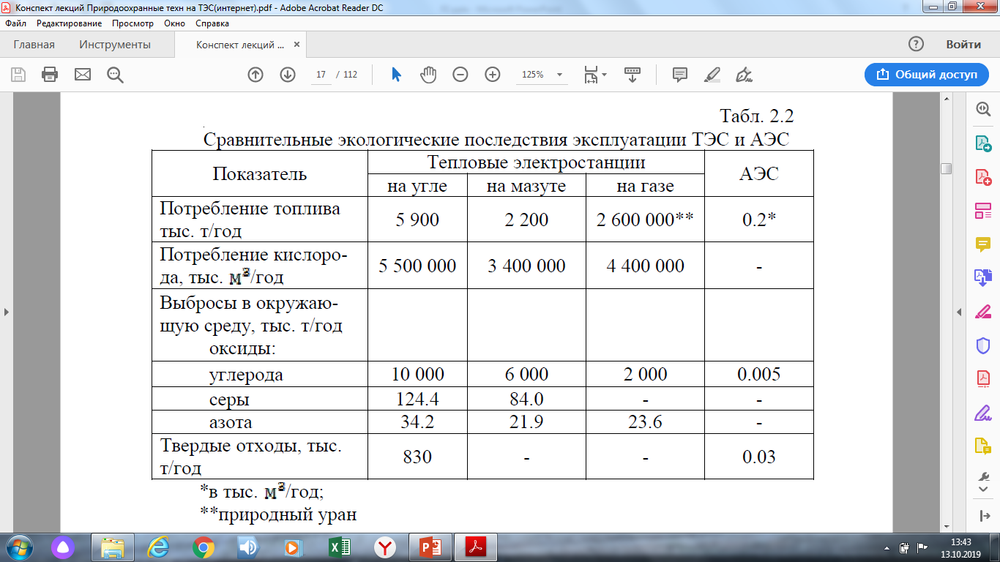 Конспект лекций Природоохранные техн на ТЭС(интернет).pdf - Adobe Acrobat Reader DC
Файл Редактирование Просмотр Окно Справка
Главная Инструменты Конспект лекций ... × Войти
17 / 112 125% Общий доступ
Табл. 2.2
Сравнительные экологические последствия эксплуатации ТЭС и АЭС
Показатель Тепловые электростанции АЭС
на угле на мазуте на газе
Потребление топлива
тыс. т/год 5 900 2 200 2 600 000** 0.2*
Потребление кислоро-
да, тыс. м³/год 5 500 000 3 400 000 4 400 000 -
Выбросы в окружаю-
щую среду, тыс. т/год
оксиды:
углерода 10 000 6 000 2 000 0.005
серы 124.4 84.0 - -
азота 34.2 21.9 23.6 -
Твердые отходы, тыс.
т/год 830 - - 0.03
*в тыс. м³/год;
**природный уран
13:43
13.10.2019